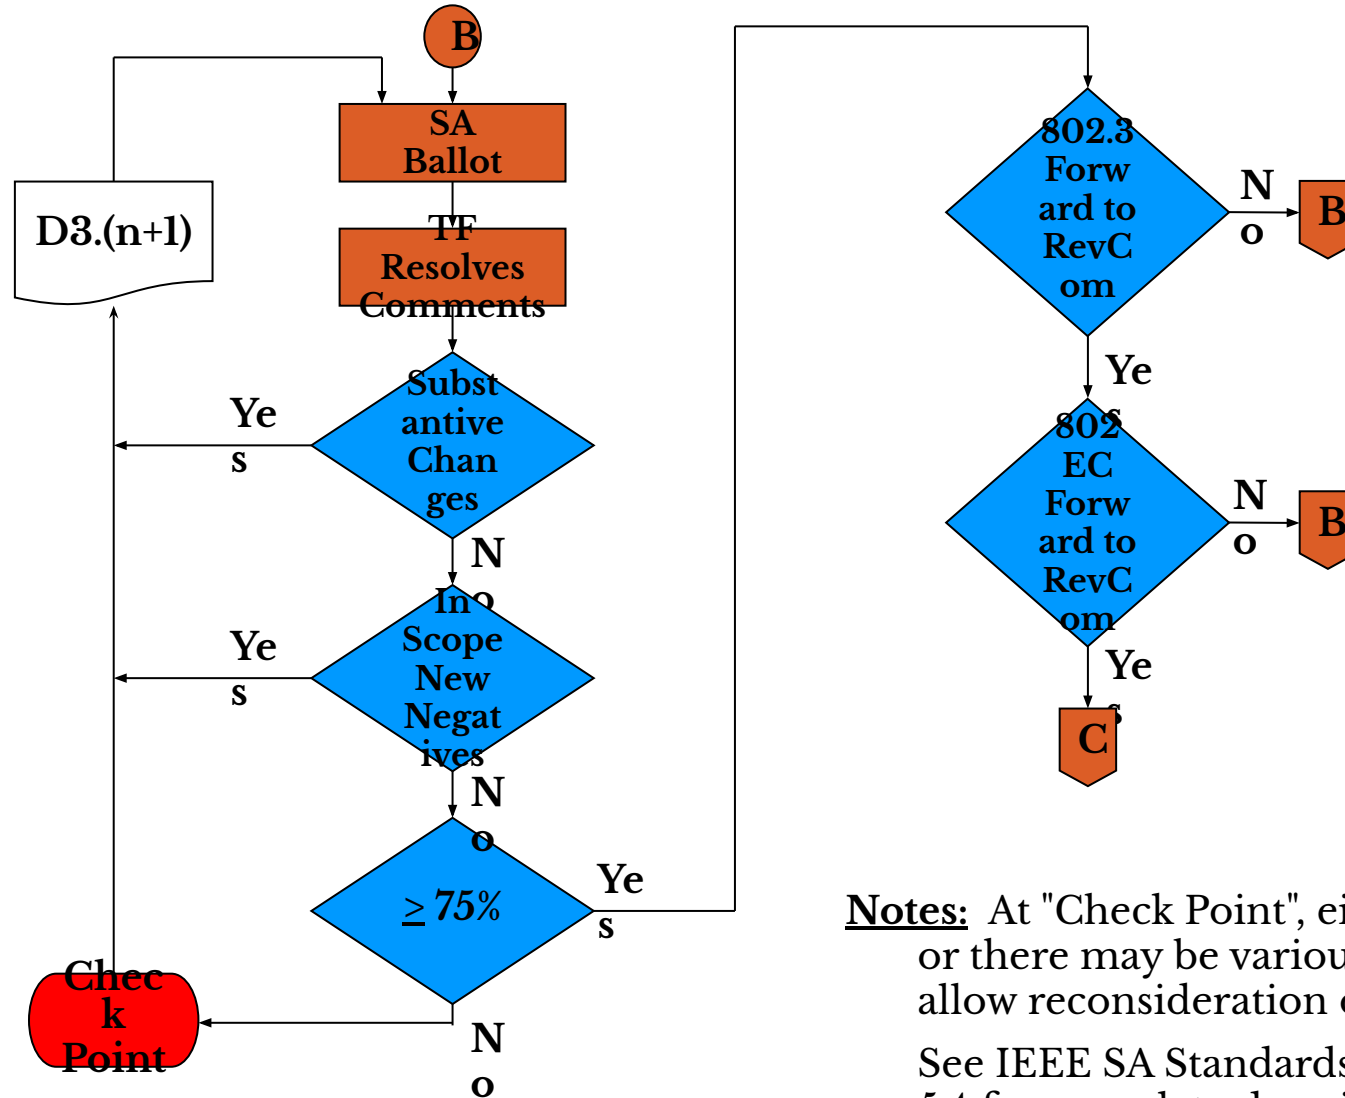 B
SA
Ballot
D3.(n+1)
TF
Resolves
Comments
Subst
antive
Chan
ges
Ye
s
N
o
In
Scope
New
Negat
ives
Ye
s
N
o
≥ 75%
Ye
s
N
o
Chec
k
Point
802.3
Forw
ard to
RevC
om
N
o
B
Ye
s
802
EC
Forw
ard to
RevC
om
N
o
B
Ye
s
C
Notes: At "Check Point", ei
or there may be variou
allow reconsideration
See IEEE SA Standards